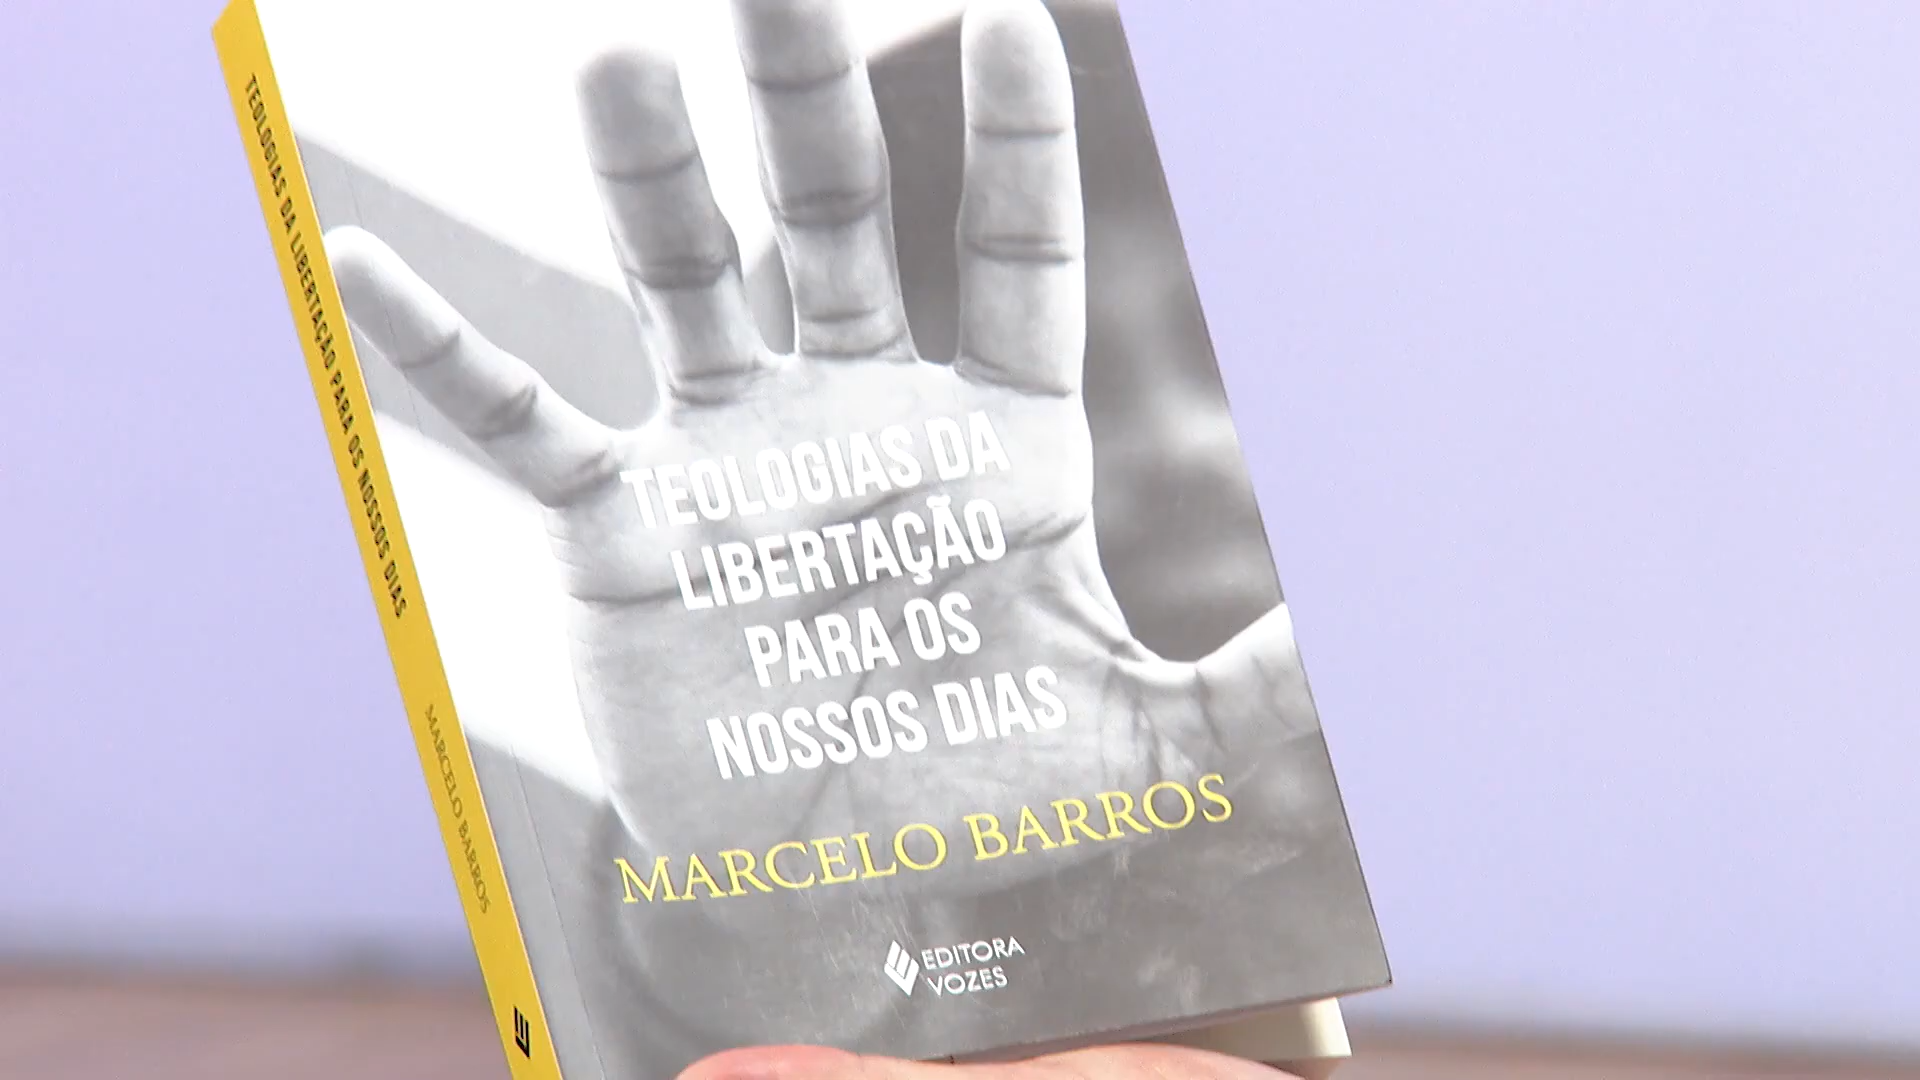 TEOLOGIAS DA LIBERTAÇÃO PARA OS NOSSOS DIAS
MARCELO BARROS
TEOLOGIAS DA
LIBERTAÇÃO
PARA OS
NOSSOS DIAS
MARCELO BARROS
EDITORA
VOZES